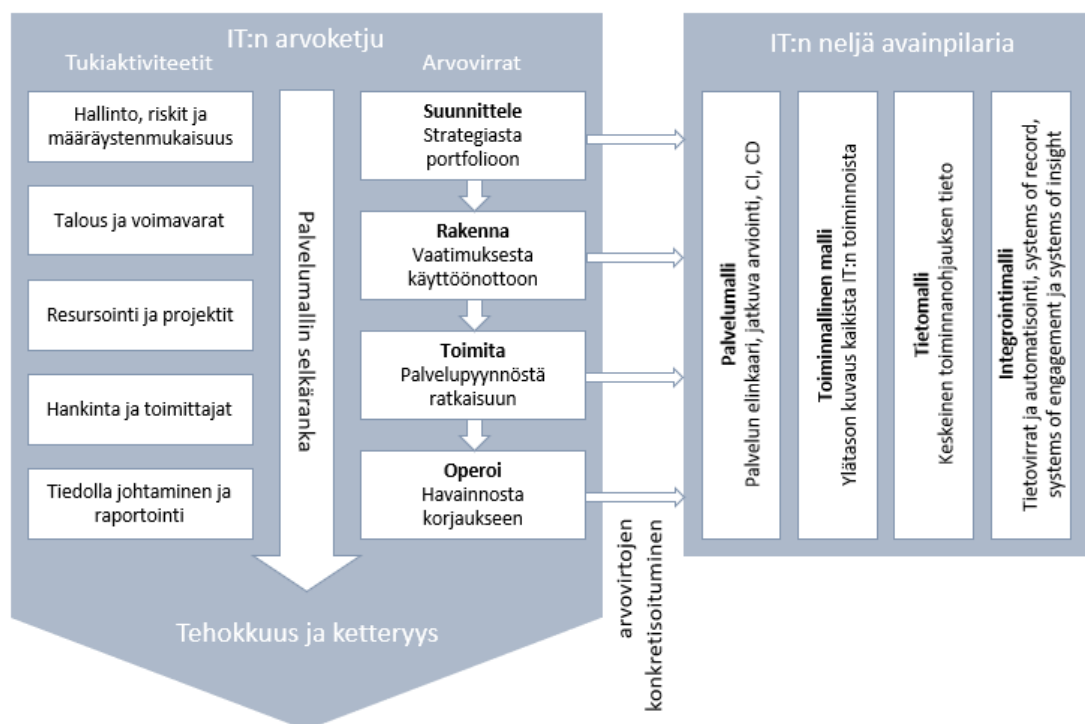 IT:n arvoketju
Tukiaktiviteetit
Arvovirrat
Hallinto, riskit ja
määräystenmukaisuus
Talous ja voimavarat
Resursointi ja projektit
Hankinta ja toimittajat
Tiedolla johtaminen ja
raportointi
Palvelumallin selkäranka
Suunnittele
Strategiasta
portfolioon
Rakenna
Vaatimuksesta
käyttöönottoon
Toimita
Palvelupyynnöstä
ratkaisuun
Operoi
Havainnosta
korjaukseen
Tehokkuus ja ketteryys
arvovirtojen
konkretisoituminen
IT:n neljä avainpilaria
Palvelumalli
Palvelun elinkaari, jatkuva arviointi, CI, CD
Toiminnallinen malli
Ylätason kuvaus kaikista IT:n toiminnoista
Tietomalli
Keskeinen toiminnanohjauksen tieto
Integrointimalli
Tietovirrat ja automatisointi, systems of record,
systems of engagement ja systems of insight